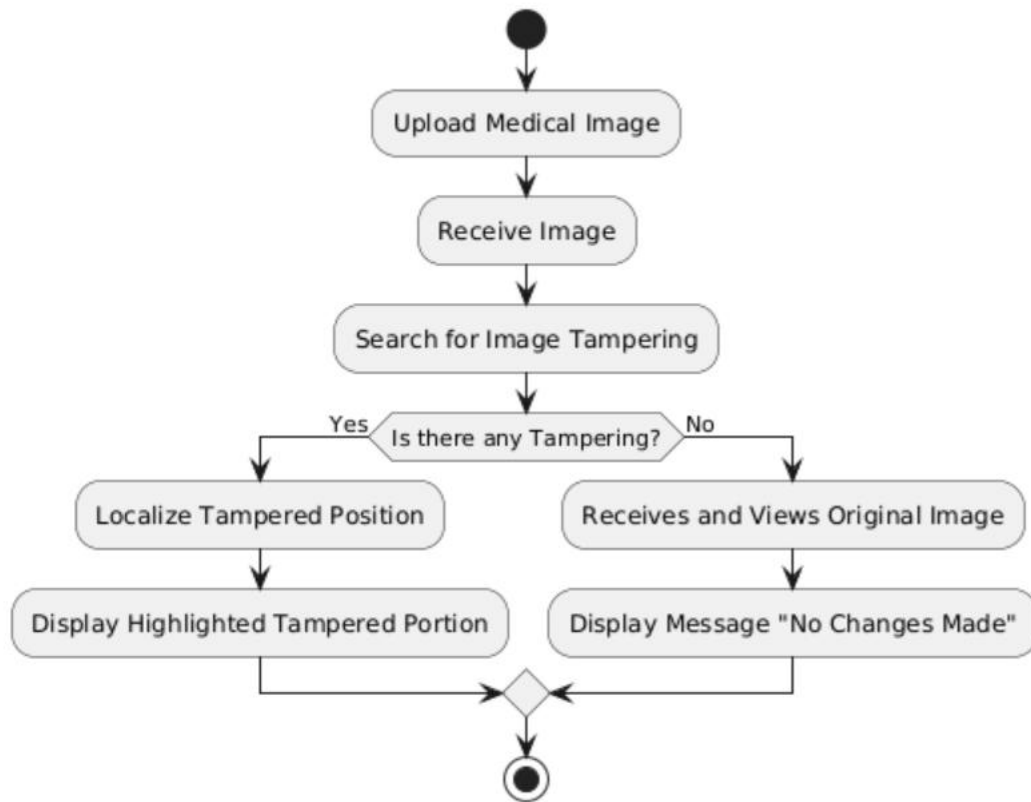 Upload Medical Image
Receive Image
Search for Image Tampering
Yes
Is there any Tampering?
No
Localize Tampered Position
Receives and Views Original Image
Display Highlighted Tampered Portion
Display Message "No Changes Made"